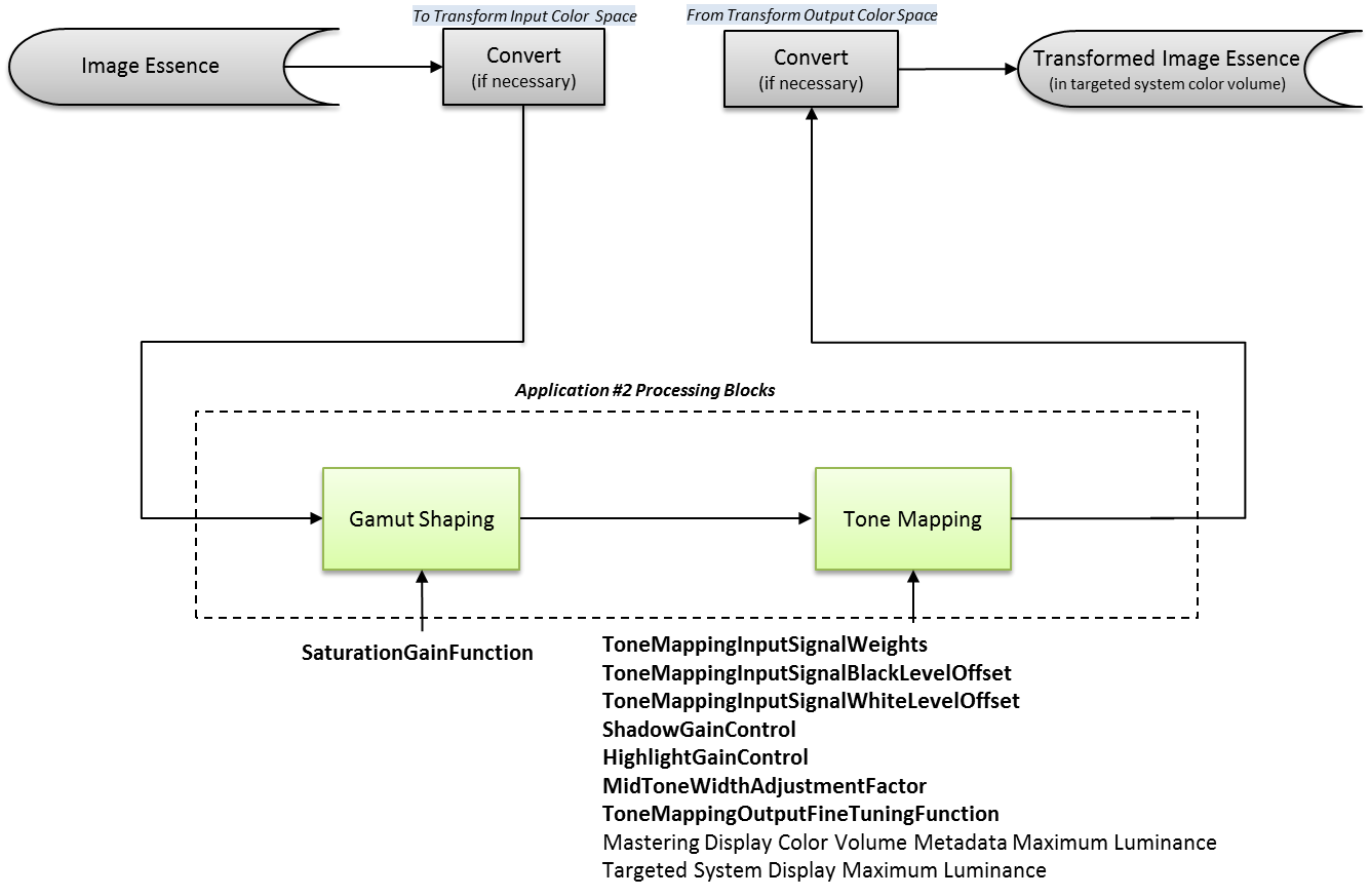 To Transform Input Color Space
From Transform Output Color Space
Image Essence
Convert
(if necessary)
Convert
(if necessary)
Transformed Image Essence
(in targeted system color volume)
Application #2 Processing Blocks
Gamut Shaping
Tone Mapping
SaturationGainFunction
ToneMappingInputSignalWeights
ToneMappingInputSignalBlackLevelOffset
ToneMappingInputSignalWhiteLevelOffset
ShadowGainControl
HighlightGainControl
MidToneWidthAdjustmentFactor
ToneMappingOutputFineTuningFunction
Mastering Display Color Volume Metadata Maximum Luminance
Targeted System Display Maximum Luminance